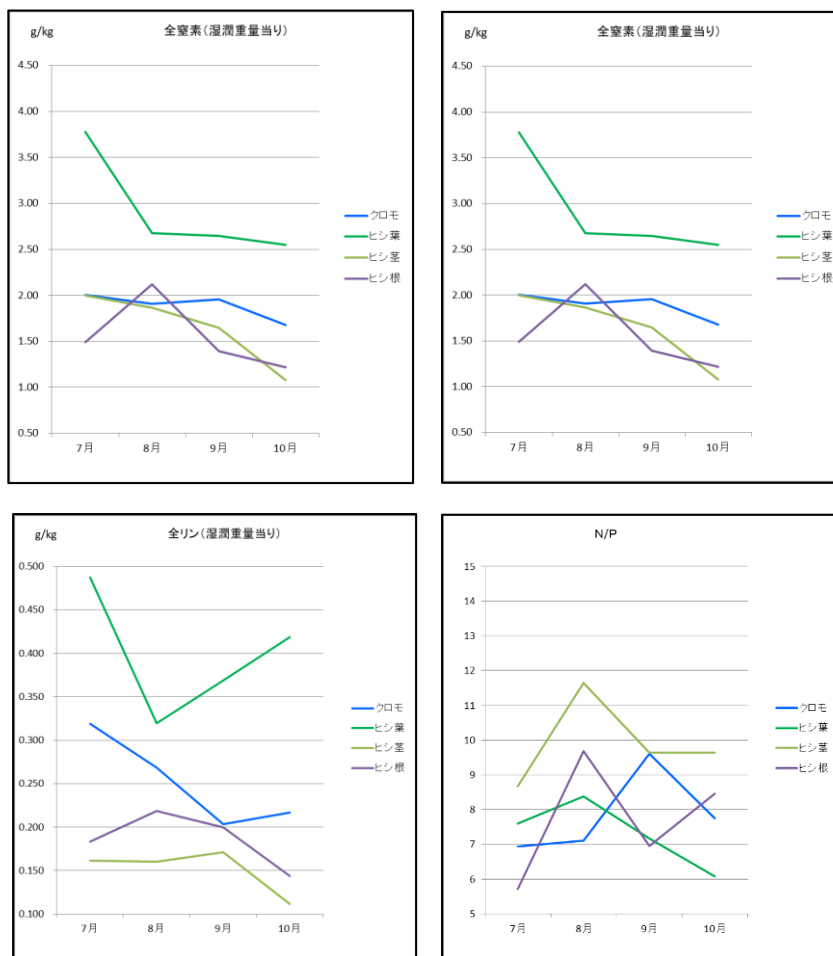 g/kg 全窒素(湿潤重量当り)
4.50
4.00
3.50
3.00
2.50
2.00
1.50
1.00
0.50
7月 8月 9月 10月
クロモ
ヒシ葉
ヒシ茎
ヒシ根
g/kg 全窒素(湿潤重量当り)
4.50
4.00
3.50
3.00
2.50
2.00
1.50
1.00
0.50
7月 8月 9月 10月
クロモ
ヒシ葉
ヒシ茎
ヒシ根
g/kg 全リン(湿潤重量当り)
0.500
0.450
0.400
0.350
0.300
0.250
0.200
0.150
0.100
7月 8月 9月 10月
クロモ
ヒシ葉
ヒシ茎
ヒシ根
N/P
15
14
13
12
11
10
9
8
7
6
5
7月 8月 9月 10月
クロモ
ヒシ葉
ヒシ茎
ヒシ根